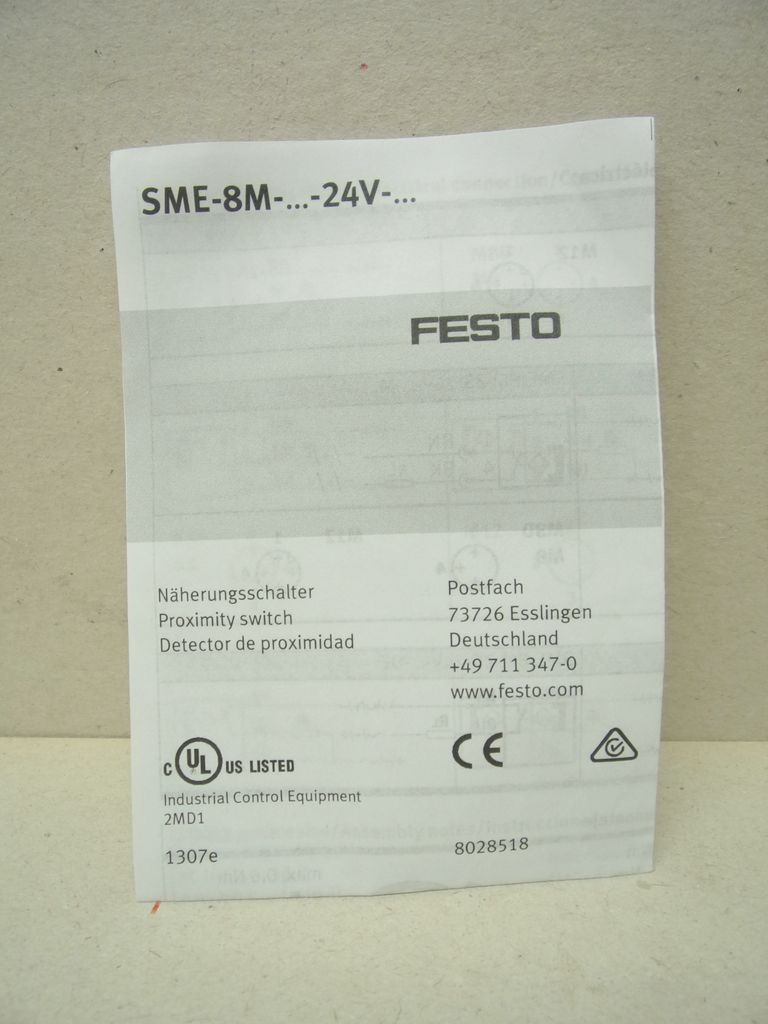 SME-8M-...-24V-...
FESTO
Näherungsschalter
Proximity switch
Detector de proximidad
Postfach
73726 Esslingen
Deutschland
+49 711 347-0
www.festo.com
C UL US LISTED
Industrial Control Equipment
2MD1
CE
1307e
8028518